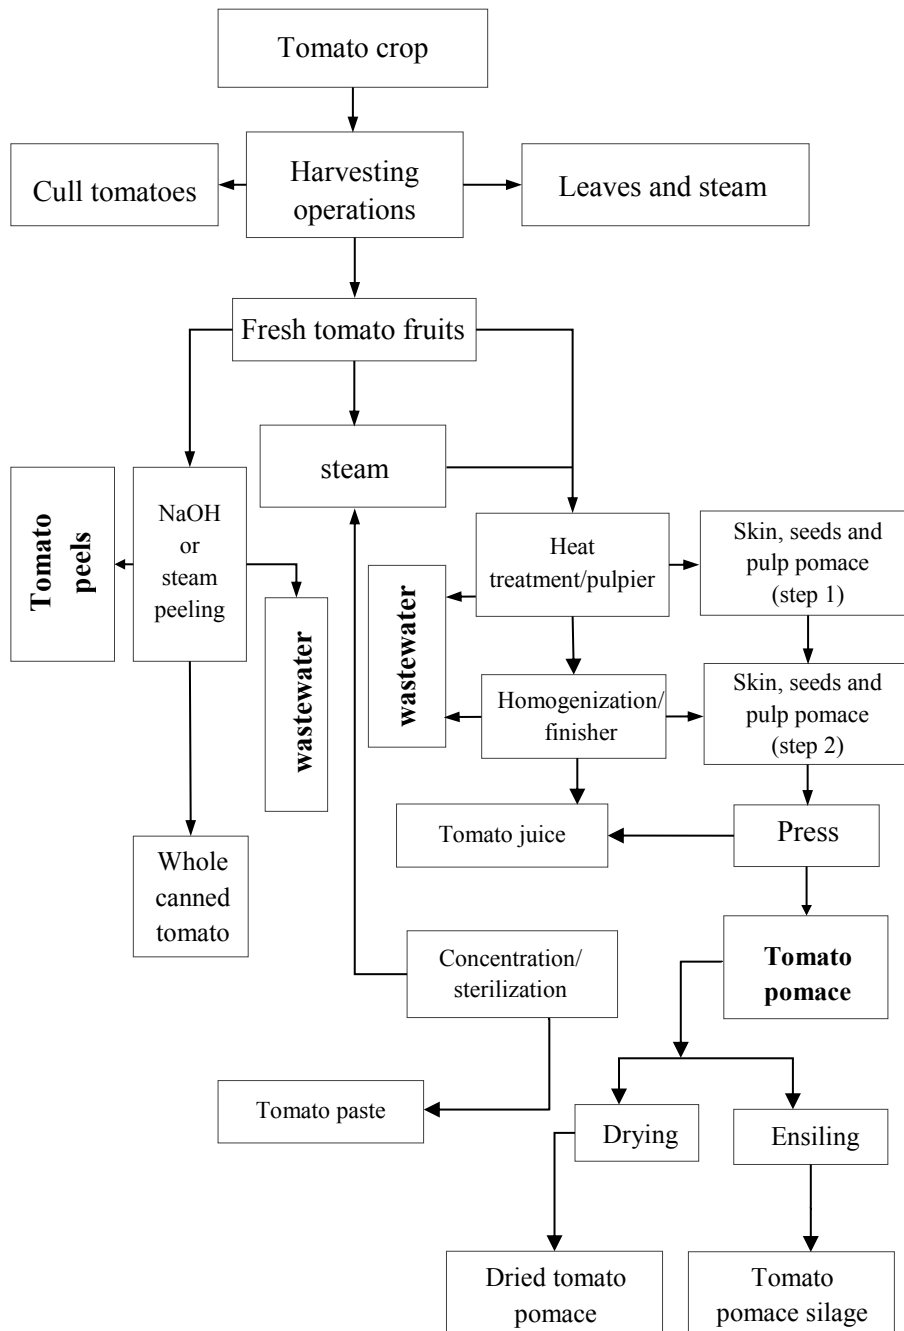 Tomato crop
Cull tomatoes
Harvesting
operations
Leaves and steam
Fresh tomato fruits
steam
Tomato
peels
NaOH
or
steam
peeling
wastewater
wastewater
Heat
treatment/pulpier
Skin, seeds and
pulp pomace
(step 1)
Homogenization/
finisher
Skin, seeds and
pulp pomace
(step 2)
Tomato juice
Press
Whole
canned
tomato
Concentration/
sterilization
Tomato
pomace
Tomato paste
Drying
Ensiling
Dried tomato
pomace
Tomato
pomace silage